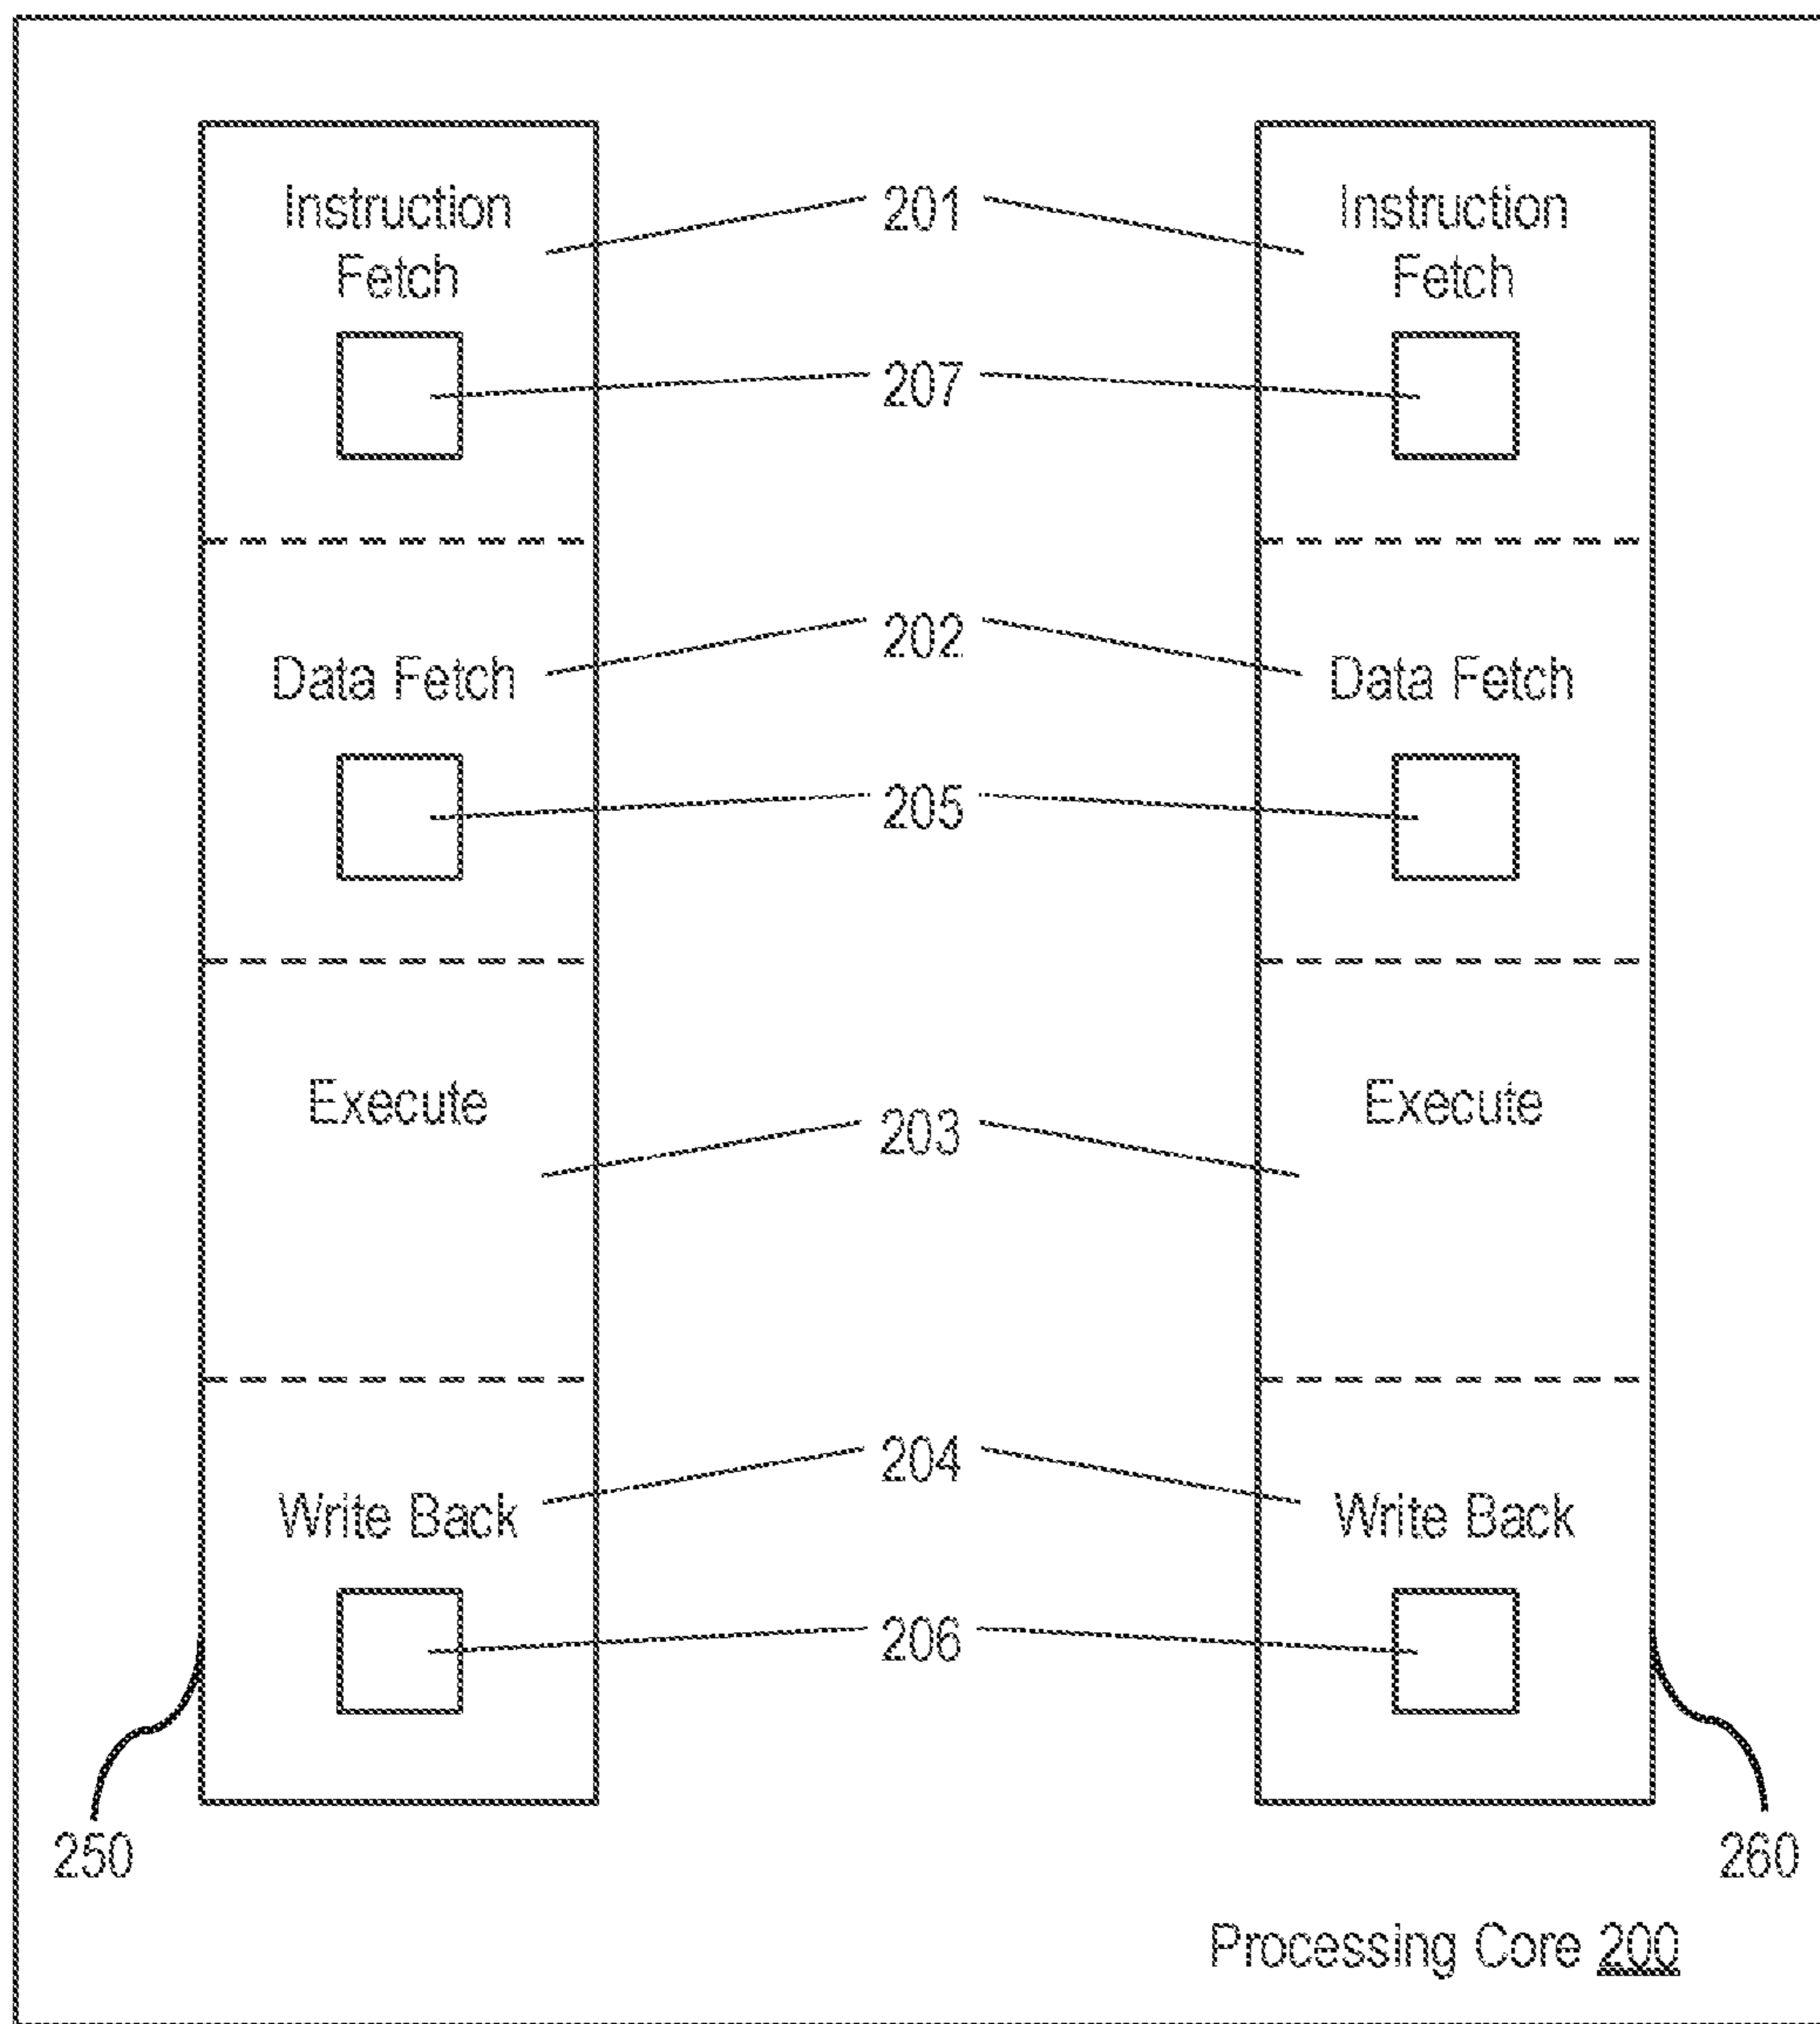 Instruction
Fetch
201
Instruction
Fetch
207
Data Fetch
202
Data Fetch
205
Execute
203
Execute
204
Write Back
Write Back
206
250
260
Processing Core 200